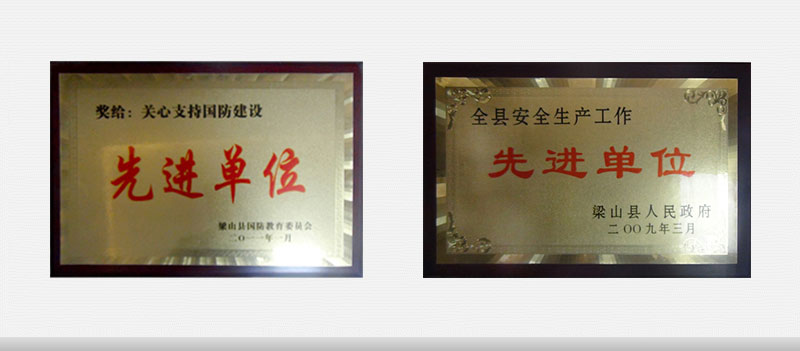 奖给：关心支持国防建设
先进单位
梁山县国防教育委员会
二〇一一年一月
全县安全生产工作
先进单位
梁山县人民政府
二〇〇九年三月